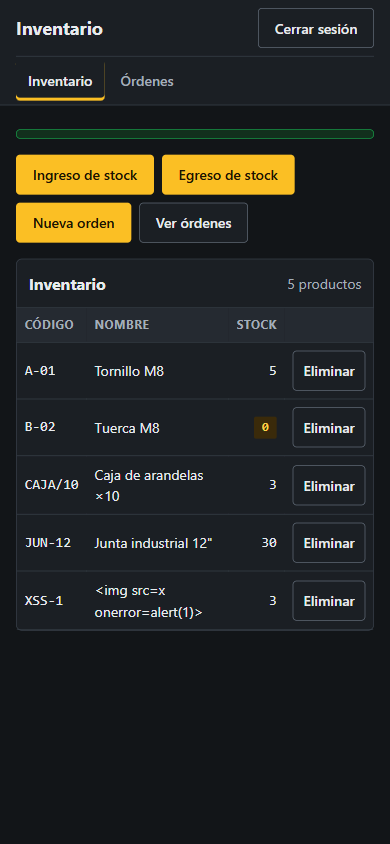 Inventario
Cerrar sesión
Inventario
Órdenes
Ingreso de stock
Egreso de stock
Nueva orden
Ver órdenes
Inventario
5 productos
CÓDIGO NOMBRE STOCK
A-01 Tornillo M8 5 Eliminar
B-02 Tuerca M8 0 Eliminar
CAJA/10 Caja de arandelas ×10 3 Eliminar
JUN-12 Junta industrial 12" 30 Eliminar
XSS-1 <img src=x onerror=alert(1)> 3 Eliminar